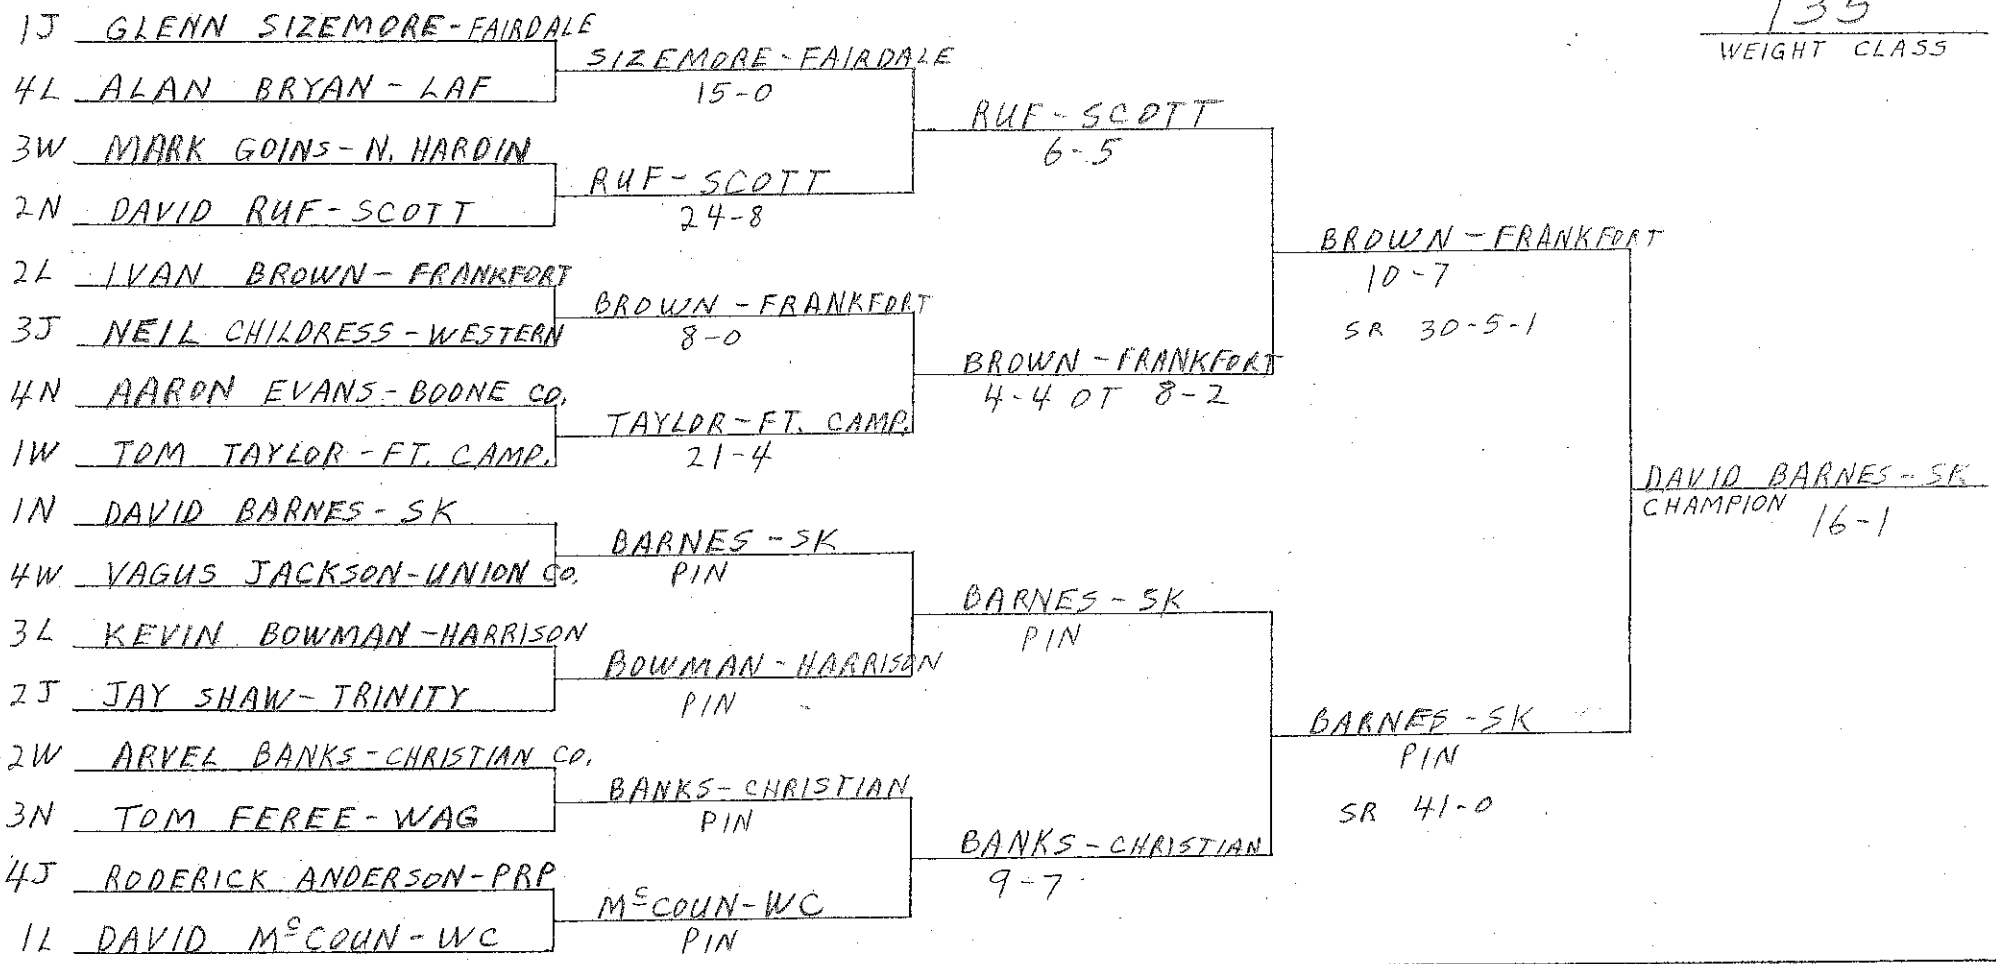 135
WEIGHT CLASS
1J GLENN SIZEMORE-FAIRDALE
4L ALAN BRYAN - LAF
3W MARK GOINS-N. HARDIN
2N DAVID RUF-SCOTT
2L IVAN BROWN-FRANKFORT
3J NEIL CHILDRESS-WESTERN
4N AARON EVANS-BOONE CO.
1W TOM TAYLOR-FT. CAMP.
1N DAVID BARNES-SK
4W VAGUS JACKSON-UNION CO.
3L KEVIN BOWMAN-HARRISON
2J JAY SHAW-TRINITY
2W ARVEL BANKS-CHRISTIAN CO.
3N TOM FEREE-WAG
4J RODERICK ANDERSON-PRP
1L DAVID McCOUN-WC
SIZEMORE-FAIRDALE
15-0
RUF-SCOTT
24-8
BROWN-FRANKFORT
8-0
TAYLOR-FT. CAMP.
21-4
BARNES-SK
PIN
BOWMAN-HARRISON
PIN
BANKS-CHRISTIAN
PIN
McCOUN-WC
PIN
RUF-SCOTT
6-5
BROWN-FRANKFORT
4-4 OT 8-2
BARNES-SK
PIN
BANKS-CHRISTIAN
9-7
BROWN-FRANKFORT
10-7
SR 30-5-1
BARNES-SK
PIN
SR 41-0
DAVID BARNES-SK
CHAMPION 16-1